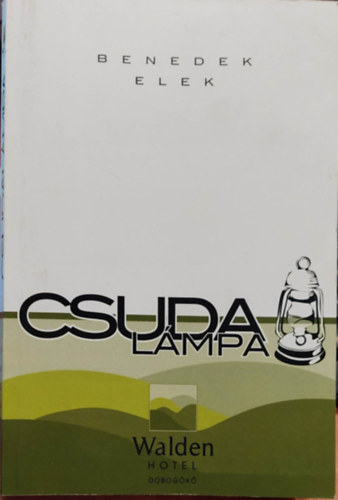 BENEDEK
ELEK
CSUDA
LÁMPA
Walden
HOTEL
DOBOGÓKŐ